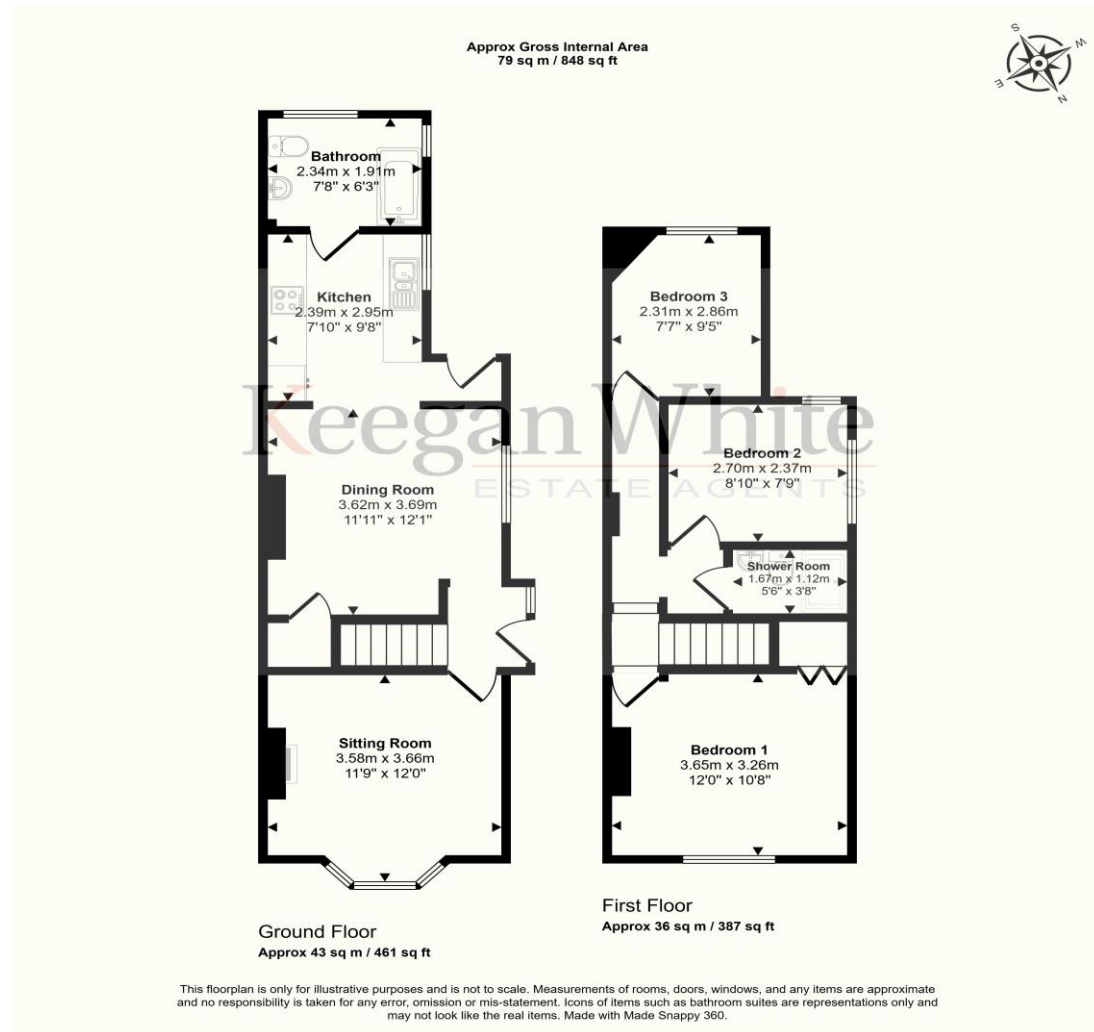 Approx Gross Internal Area
79 sq m / 848 sq ft
S
W
E
N
Bathroom
2.34m x 1.91m
7'8" x 6'3"
Kitchen
2.39m x 2.95m
7'10" x 9'8"
Bedroom 3
2.31m x 2.86m
7'7" x 9'5"
Keegan White
ESTATE AGENTS
Dining Room
3.62m x 3.69m
11'11" x 12'1"
Bedroom 2
2.70m x 2.37m
8'10" x 7'9"
Shower Room
1.67m x 1.12m
5'6" x 3'8"
Sitting Room
3.58m x 3.66m
11'9" x 12'0"
Bedroom 1
3.65m x 3.26m
12'0" x 10'8"
Ground Floor
Approx 43 sq m / 461 sq ft
First Floor
Approx 36 sq m / 387 sq ft
This floorplan is only for illustrative purposes and is not to scale. Measurements of rooms, doors, windows, and any items are approximate
and no responsibility is taken for any error, omission or mis-statement. Icons of items such as bathroom suites are representations only and
may not look like the real items. Made with Made Snappy 360.